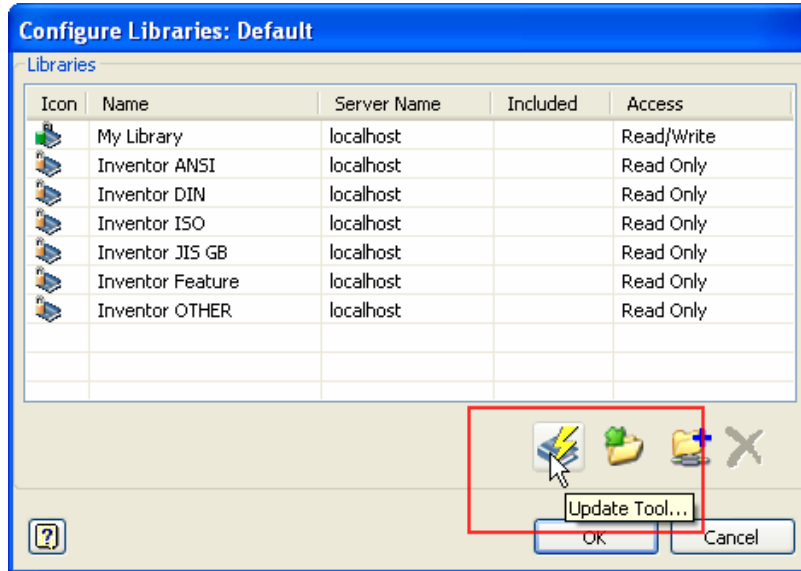 Configure Libraries: Default
Libraries
Icon Name Server Name Included Access
My Library localhost Read/Write
Inventor ANSI localhost Read Only
Inventor DIN localhost Read Only
Inventor ISO localhost Read Only
Inventor JIS GB localhost Read Only
Inventor Feature localhost Read Only
Inventor OTHER localhost Read Only
Update Tool...
? OK Cancel